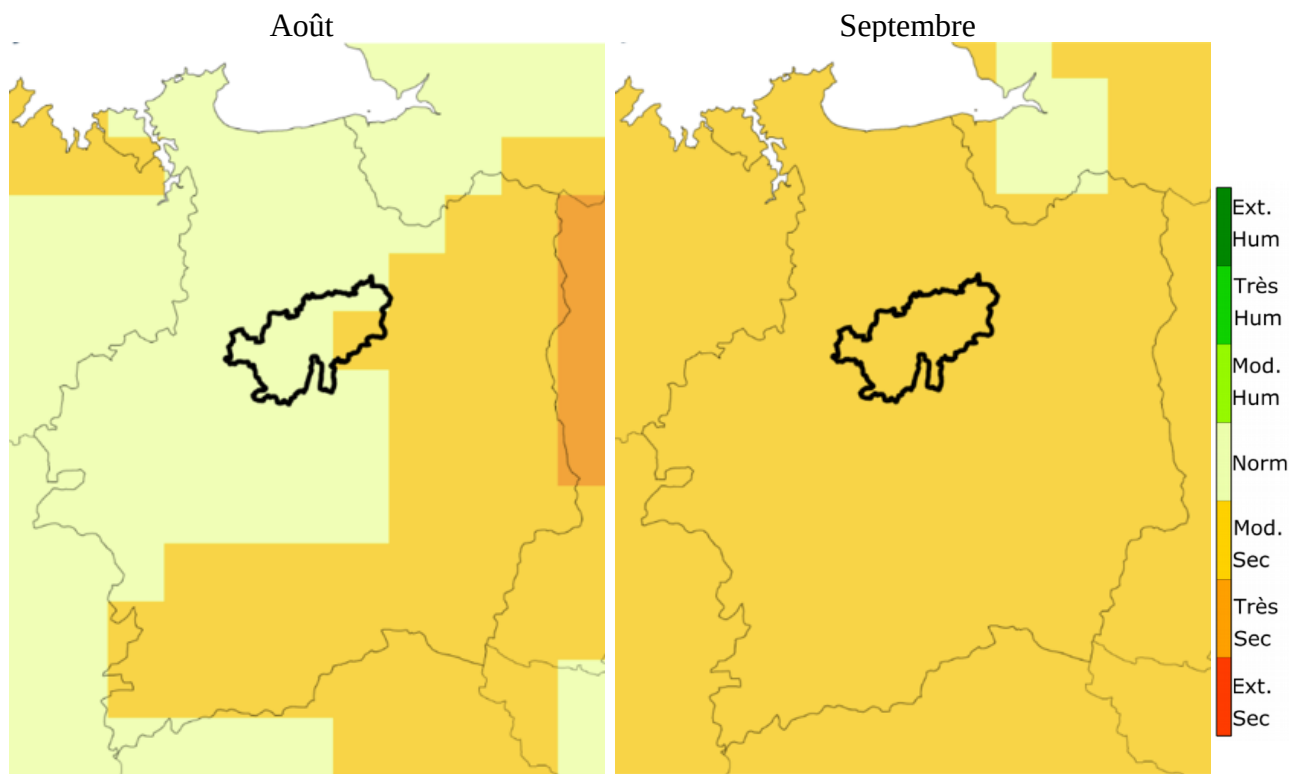 Août
Septembre
Ext.
Hum
Très
Hum
Mod.
Hum
Norm
Mod.
Sec
Très
Sec
Ext.
Sec